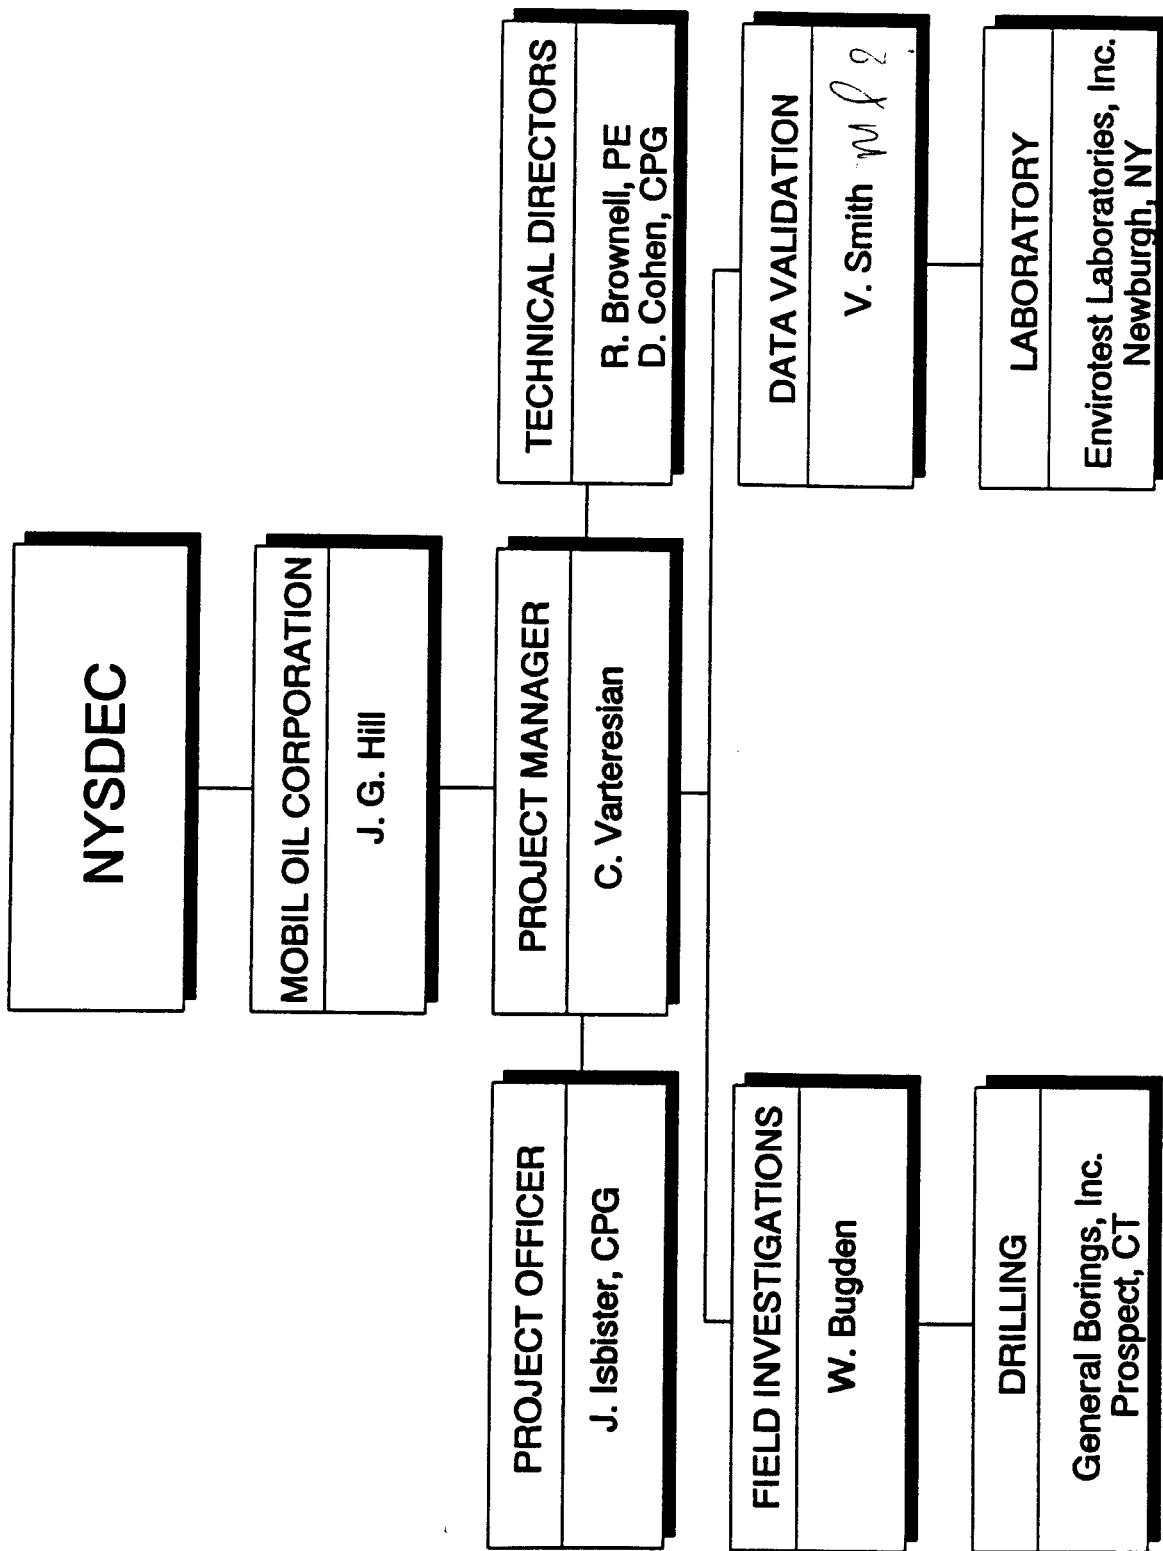 NYSDEC
MOBIL OIL CORPORATION
J. G. Hill
PROJECT OFFICER
J. Isbister, CPG
PROJECT MANAGER
C. Varteresian
TECHNICAL DIRECTORS
R. Brownell, PE
D. Cohen, CPG
FIELD INVESTIGATIONS
W. Bugden
DATA VALIDATION
V. Smith
DRILLING
General Borings, Inc.
Prospect, CT
LABORATORY
Envirotest Laboratories, Inc.
Newburgh, NY